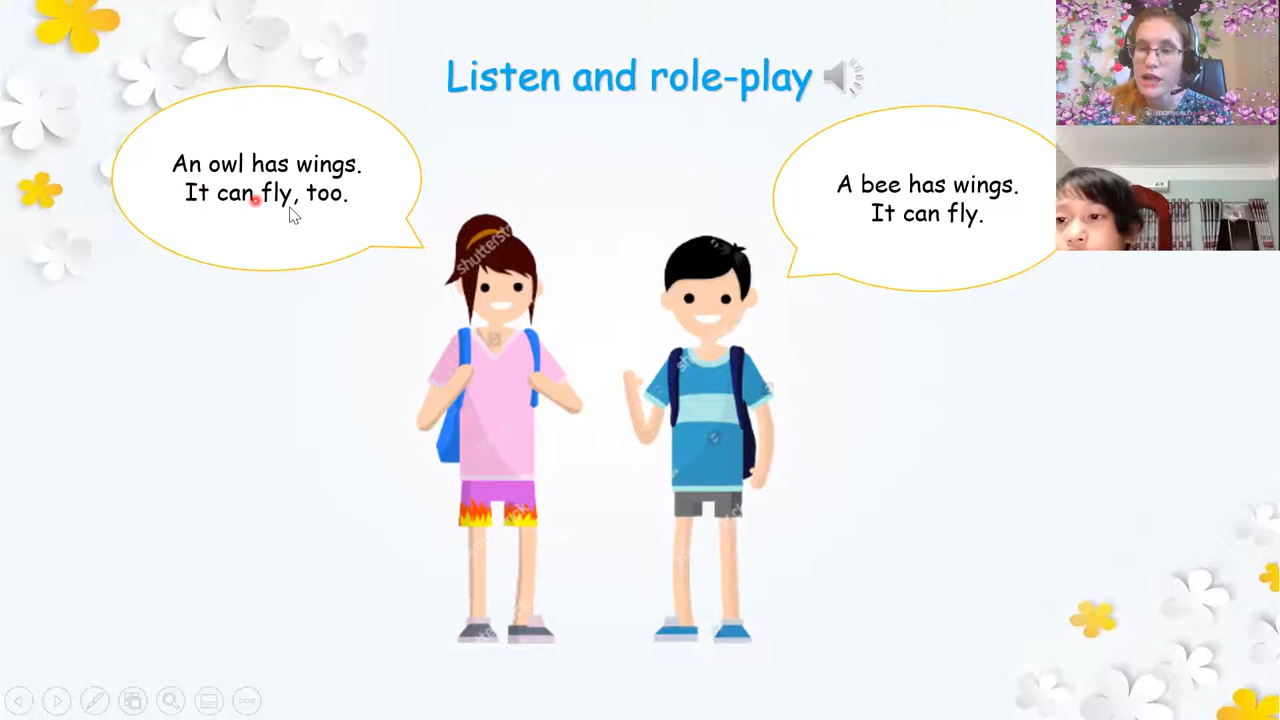 Listen and role-play
An owl has wings.
It can fly, too.
A bee has wings.
It can fly.